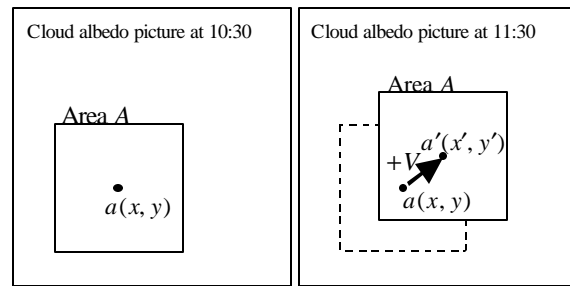 Cloud albedo picture at 10:30
Area A
a(x, y)
Cloud albedo picture at 11:30
Area A
a′(x′, y′)
+V
a(x, y)